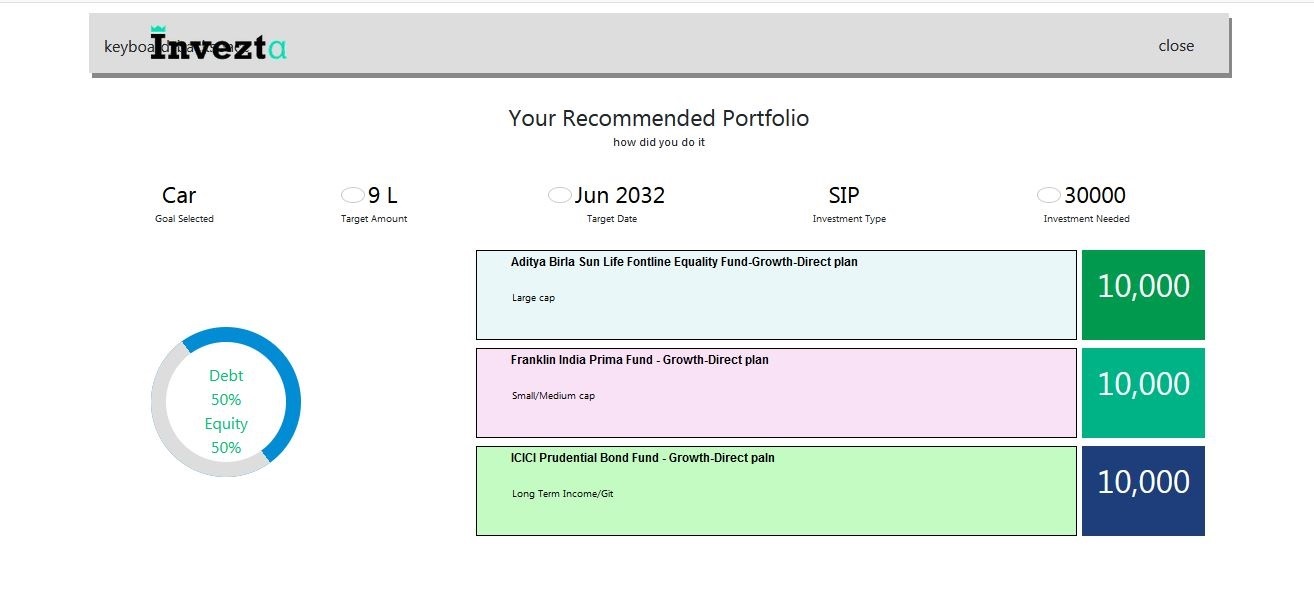 keyboard_backspace Invezta close
Your Recommended Portfolio
how did you do it
Car 9 L Jun 2032 SIP 30000
Goal Selected Target Amount Target Date Investment Type Investment Needed
Aditya Birla Sun Life Fontline Equality Fund-Growth-Direct plan
Large cap
10,000
Franklin India Prima Fund - Growth-Direct plan
Small/Medium cap
10,000
ICICI Prudential Bond Fund - Growth-Direct paln
Long Term Income/Git
10,000
Debt
50%
Equity
50%